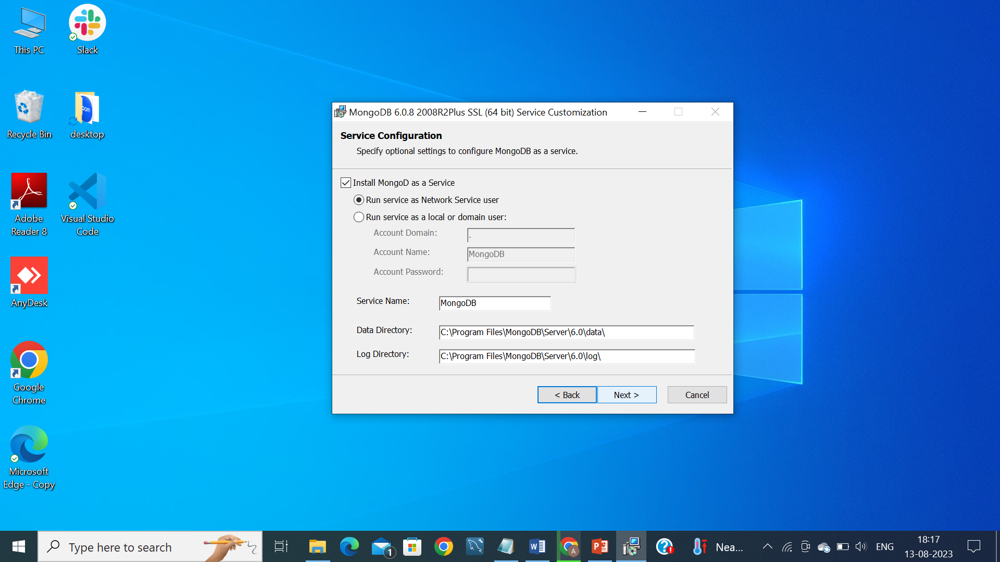 This PC
Slack
Recycle Bin
oom
desktop
Adobe
Reader 8
Visual Studio
Code
AnyDesk
Google
Chrome
Microsoft
Edge - Copy
MongoDB 6.0.8 2008R2Plus SSL (64 bit) Service Customization
Service Configuration
Specify optional settings to configure MongoDB as a service.
Install MongoD as a Service
Run service as Network Service user
Run service as a local or domain user:
Account Domain:
.
Account Name:
MongoDB
Account Password:
Service Name:
MongoDB
Data Directory:
C:\Program Files\MongoDB\Server\6.0\data\
Log Directory:
C:\Program Files\MongoDB\Server\6.0\log\
< Back
Next >
Cancel
Type here to search
1
W
A
P
Nea...
ENG
18:17
13-08-2023